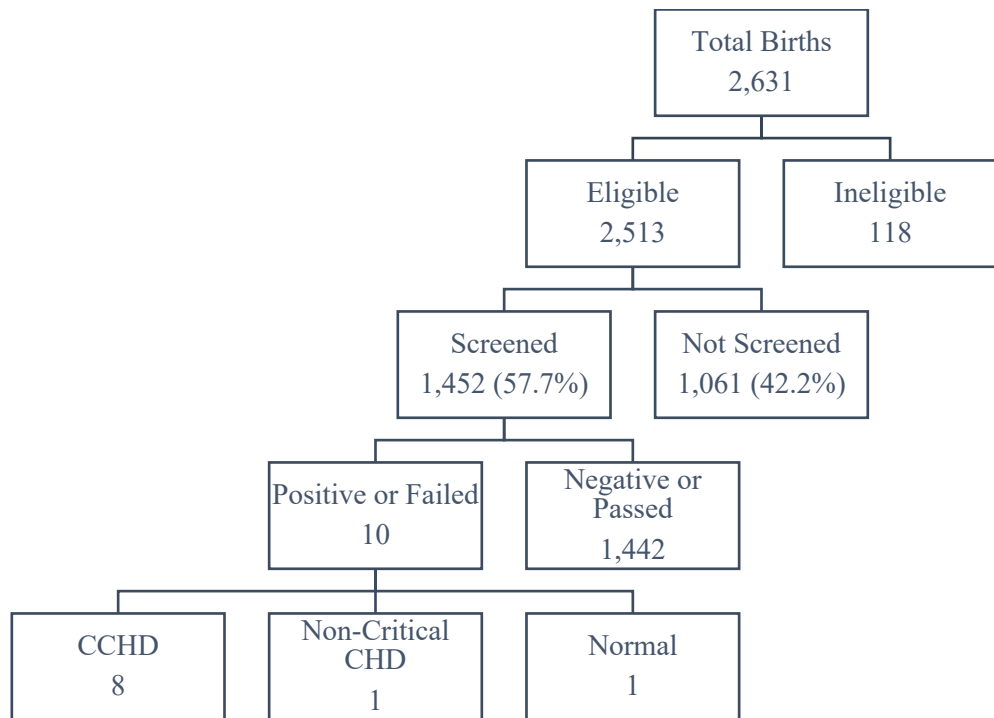 Total Births
2,631
Eligible
2,513
Ineligible
118
Screened
1,452 (57.7%)
Not Screened
1,061 (42.2%)
Positive or Failed
10
Negative or
Passed
1,442
CCHD
8
Non-Critical
CHD
1
Normal
1